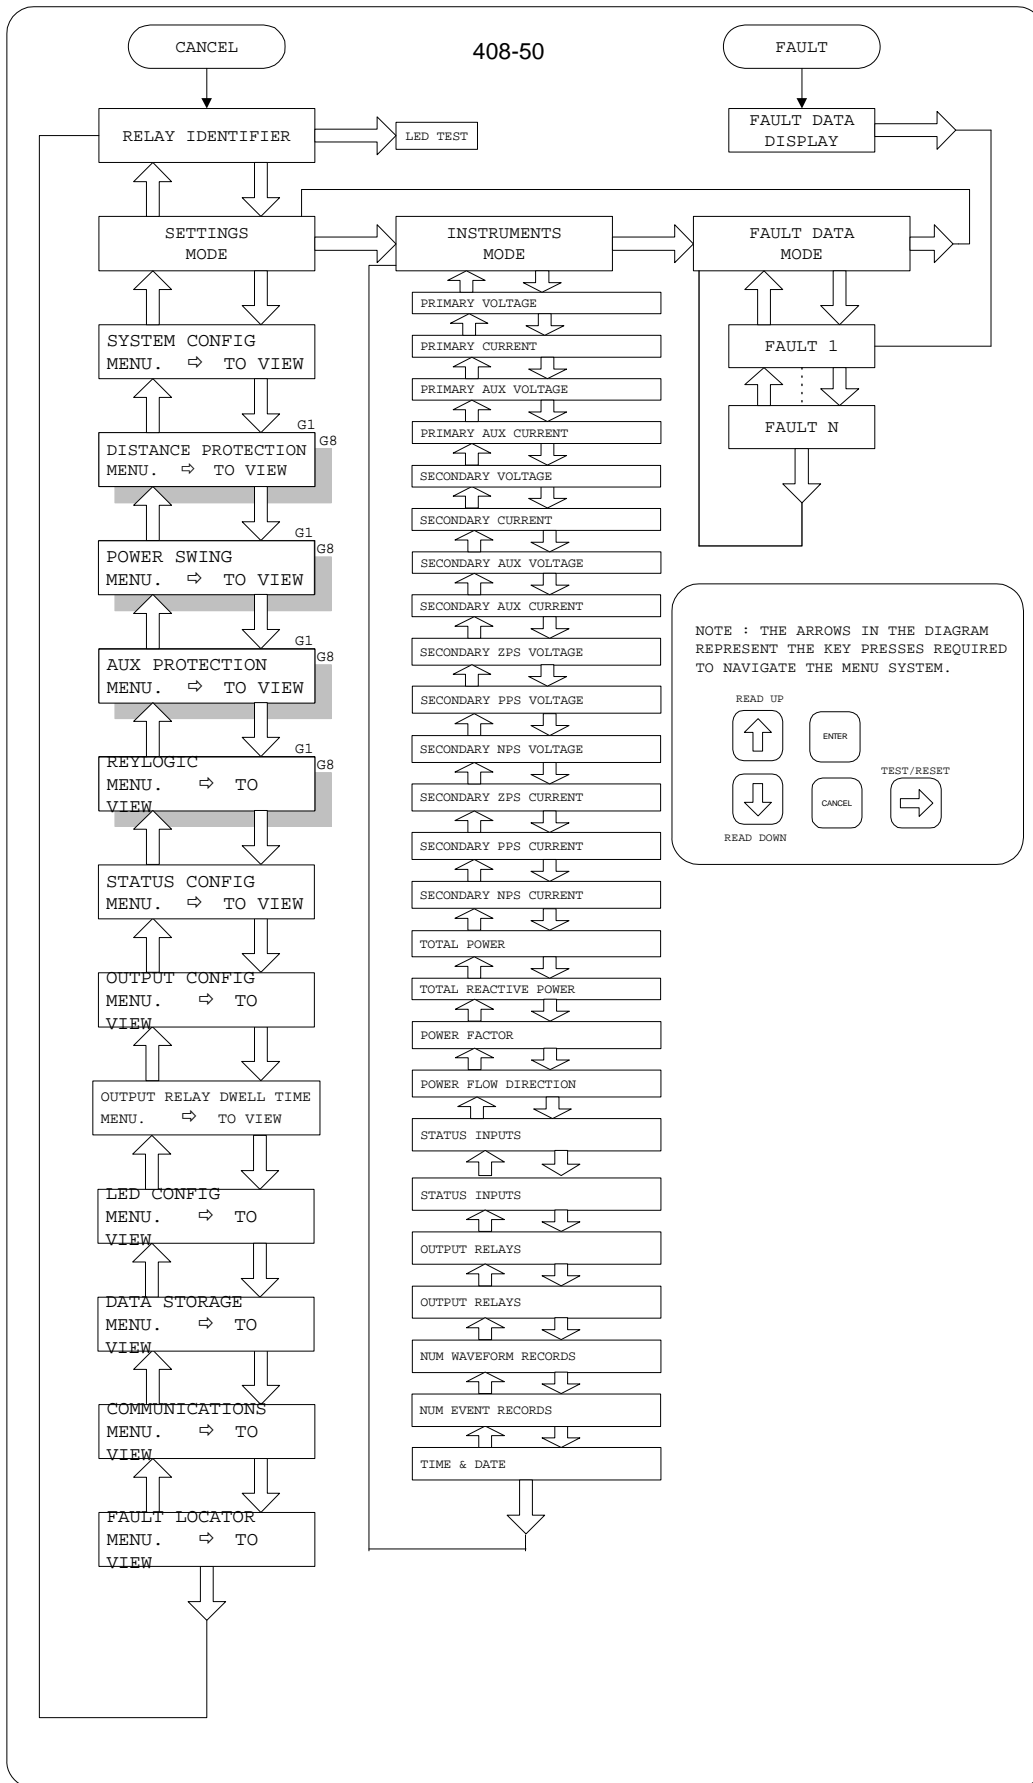 CANCEL
408-50
FAULT
RELAY IDENTIFIER
LED TEST
FAULT DATA
DISPLAY
SETTINGS
MODE
INSTRUMENTS
MODE
FAULT DATA
MODE
SYSTEM CONFIG
MENU. ⇨ TO VIEW
G1
G8
DISTANCE PROTECTION
MENU. ⇨ TO VIEW
G1
G8
POWER SWING
MENU. ⇨ TO VIEW
G1
G8
AUX PROTECTION
MENU. ⇨ TO VIEW
G1
G8
REYLOGIC
MENU. ⇨ TO
VIEW
STATUS CONFIG
MENU. ⇨ TO VIEW
OUTPUT CONFIG
MENU. ⇨ TO
VIEW
OUTPUT RELAY DWELL TIME
MENU. ⇨ TO VIEW
LED CONFIG
MENU. ⇨ TO
VIEW
DATA STORAGE
MENU. ⇨ TO
VIEW
COMMUNICATIONS
MENU. ⇨ TO
VIEW
FAULT LOCATOR
MENU. ⇨ TO
VIEW
PRIMARY VOLTAGE
PRIMARY CURRENT
PRIMARY AUX VOLTAGE
PRIMARY AUX CURRENT
SECONDARY VOLTAGE
SECONDARY CURRENT
SECONDARY AUX VOLTAGE
SECONDARY AUX CURRENT
SECONDARY ZPS VOLTAGE
SECONDARY PPS VOLTAGE
SECONDARY NPS VOLTAGE
SECONDARY ZPS CURRENT
SECONDARY PPS CURRENT
SECONDARY NPS CURRENT
TOTAL POWER
TOTAL REACTIVE POWER
POWER FACTOR
POWER FLOW DIRECTION
STATUS INPUTS
STATUS INPUTS
OUTPUT RELAYS
OUTPUT RELAYS
NUM WAVEFORM RECORDS
NUM EVENT RECORDS
TIME & DATE
FAULT 1
FAULT N
NOTE : THE ARROWS IN THE DIAGRAM
REPRESENT THE KEY PRESSES REQUIRED
TO NAVIGATE THE MENU SYSTEM.
READ UP
ENTER
TEST/RESET
CANCEL
READ DOWN